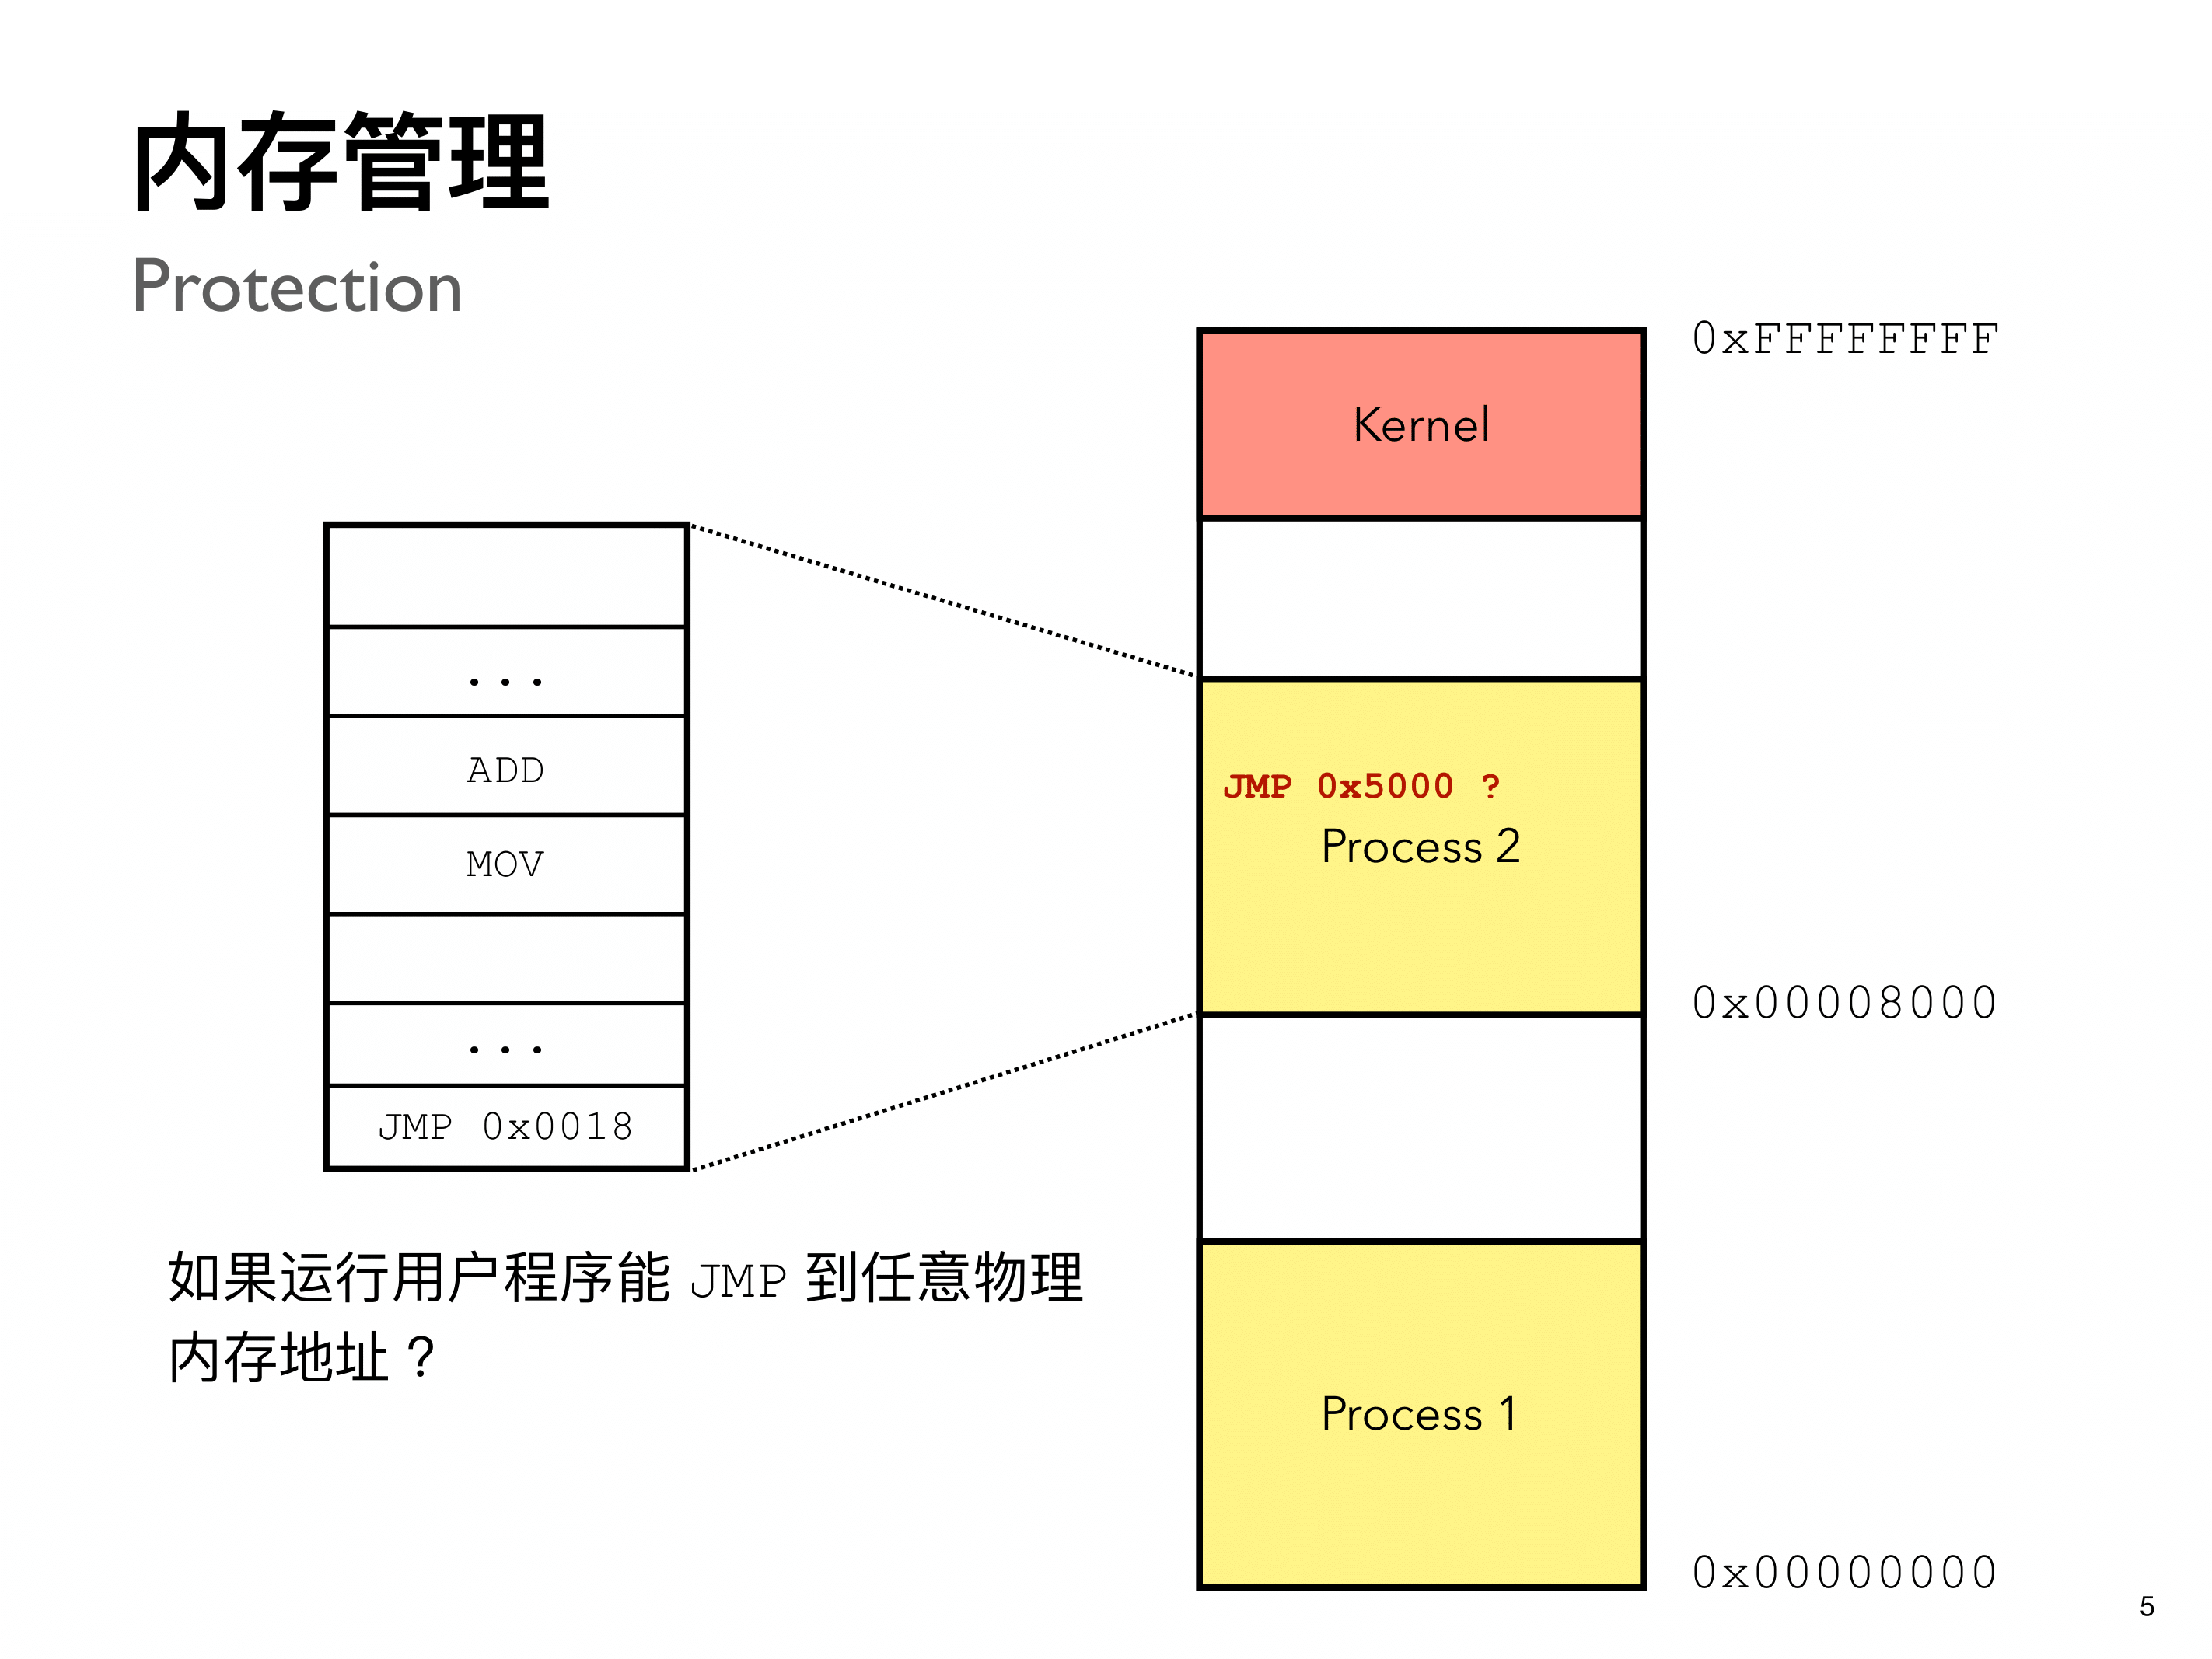 内存管理
Protection
0xFFFFFFFF
Kernel
...
ADD
MOV
...
JMP 0x0018
JMP 0x5000 ?
Process 2
0x00008000
如果运行用户程序能 JMP 到任意物理
内存地址？
Process 1
0x00000000
5